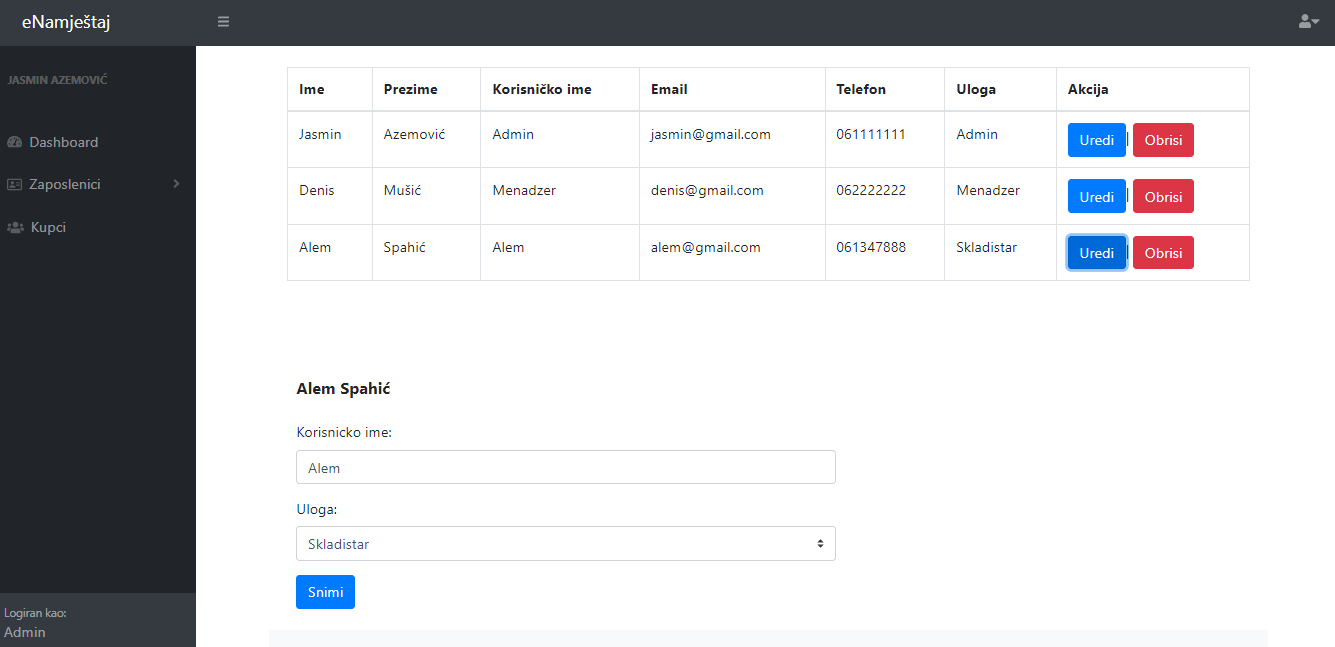 eNamještaj
JASMIN AZEMOVIĆ
Dashboard
Zaposlenici
Kupci
Logiran kao:
Admin
Ime Prezime Korisničko ime Email Telefon Uloga Akcija
Jasmin Azemović Admin jasmin@gmail.com 061111111 Admin Uredi | Obrisi
Denis Mušić Menadzer denis@gmail.com 062222222 Menadzer Uredi | Obrisi
Alem Spahić Alem alem@gmail.com 061347888 Skladistar Uredi | Obrisi
Alem Spahić
Korisnicko ime:
Alem
Uloga:
Skladistar
Snimi